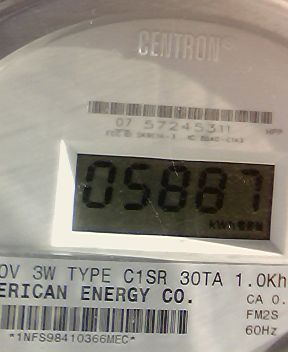 CENTRON®
07 57245311
05887
0V 3W TYPE C1SR 30TA 1.0Kh
ERICAN ENERGY CO.
CA 0.
FM2S
60Hz
*1NFS98410366MEC*